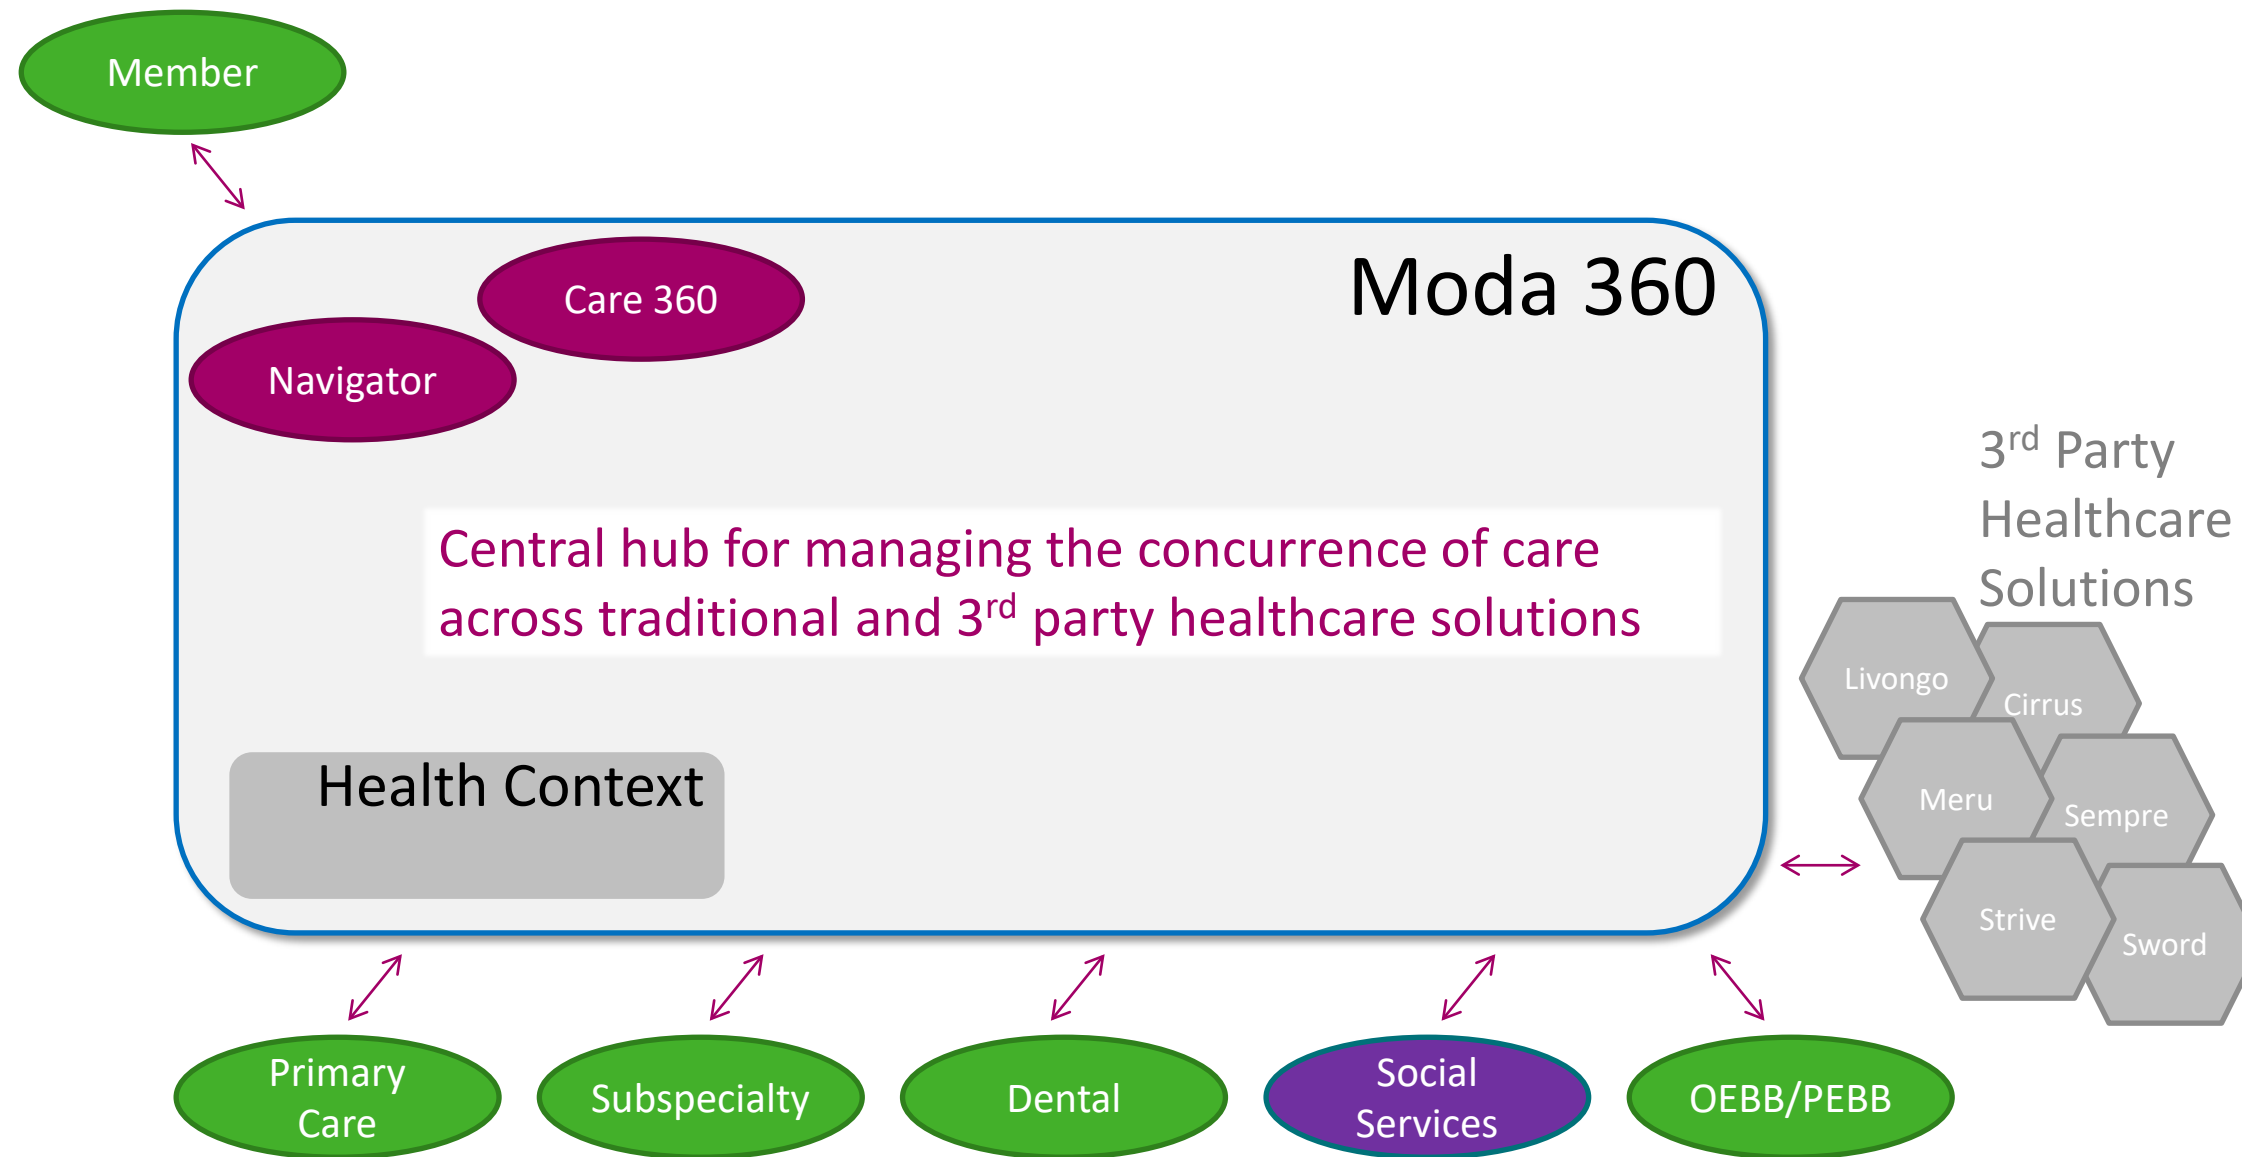 Member
Care 360
Moda 360
Navigator
3rd Party
Healthcare
Solutions
Central hub for managing the concurrence of care
across traditional and 3rd party healthcare solutions
Livongo
Cirrus
Health Context
Meru
Sempre
Strive
Sword
Primary
Care
Subspecialty
Dental
Social
Services
OEBB/PEBB